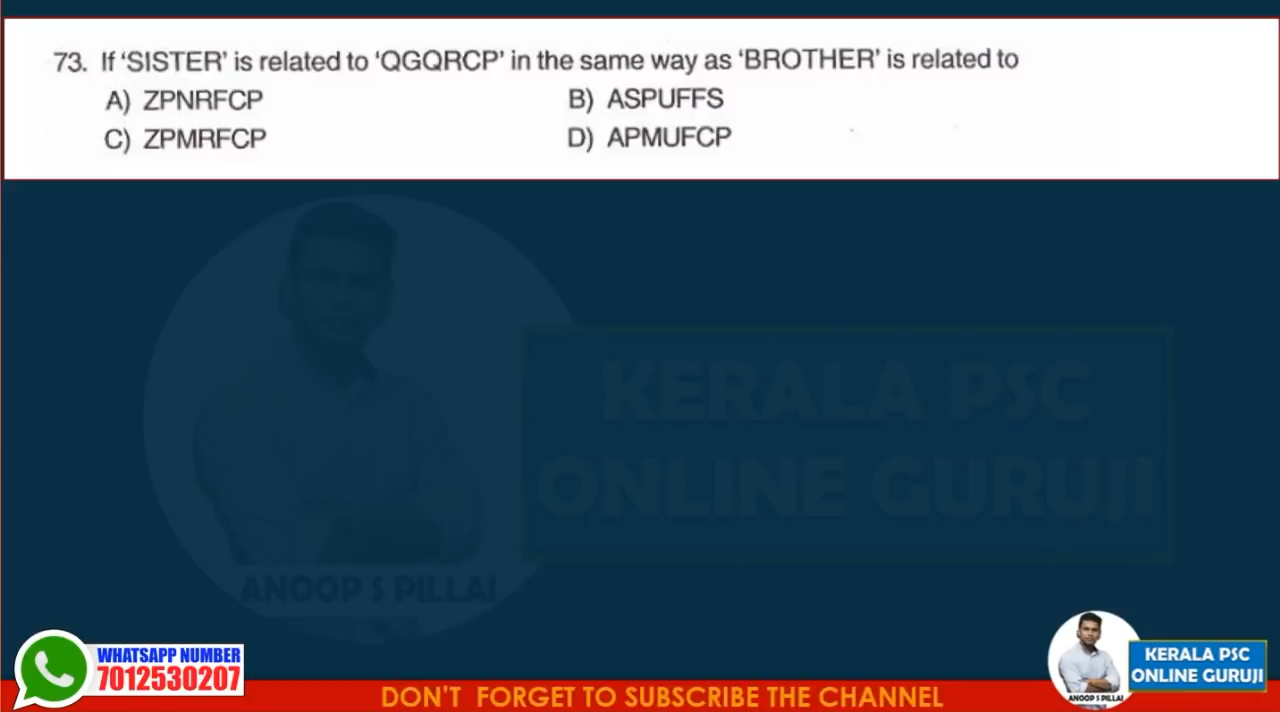 73. If ‘SISTER’ is related to ‘QGQRCP’ in the same way as ‘BROTHER’ is related to
A) ZPNRFCP B) ASPUFFS
C) ZPMRFCP D) APMUFCP
KERALA PSC
ONLINE GURUJI
ANOOP S PILLAI
WHATSAPP NUMBER
7012530207
DON'T FORGET TO SUBSCRIBE THE CHANNEL
ANOOP S PILLAI
KERALA PSC
ONLINE GURUJI